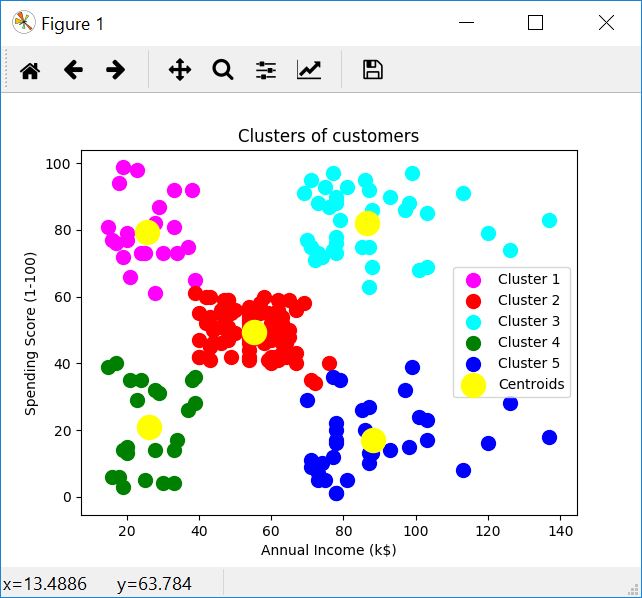 Figure 1
Clusters of customers
Spending Score (1-100)
100
80
60
40
20
0
Cluster 1
Cluster 2
Cluster 3
Cluster 4
Cluster 5
Centroids
20 40 60 80 100 120 140
Annual Income (k$)
x=13.4886 y=63.784